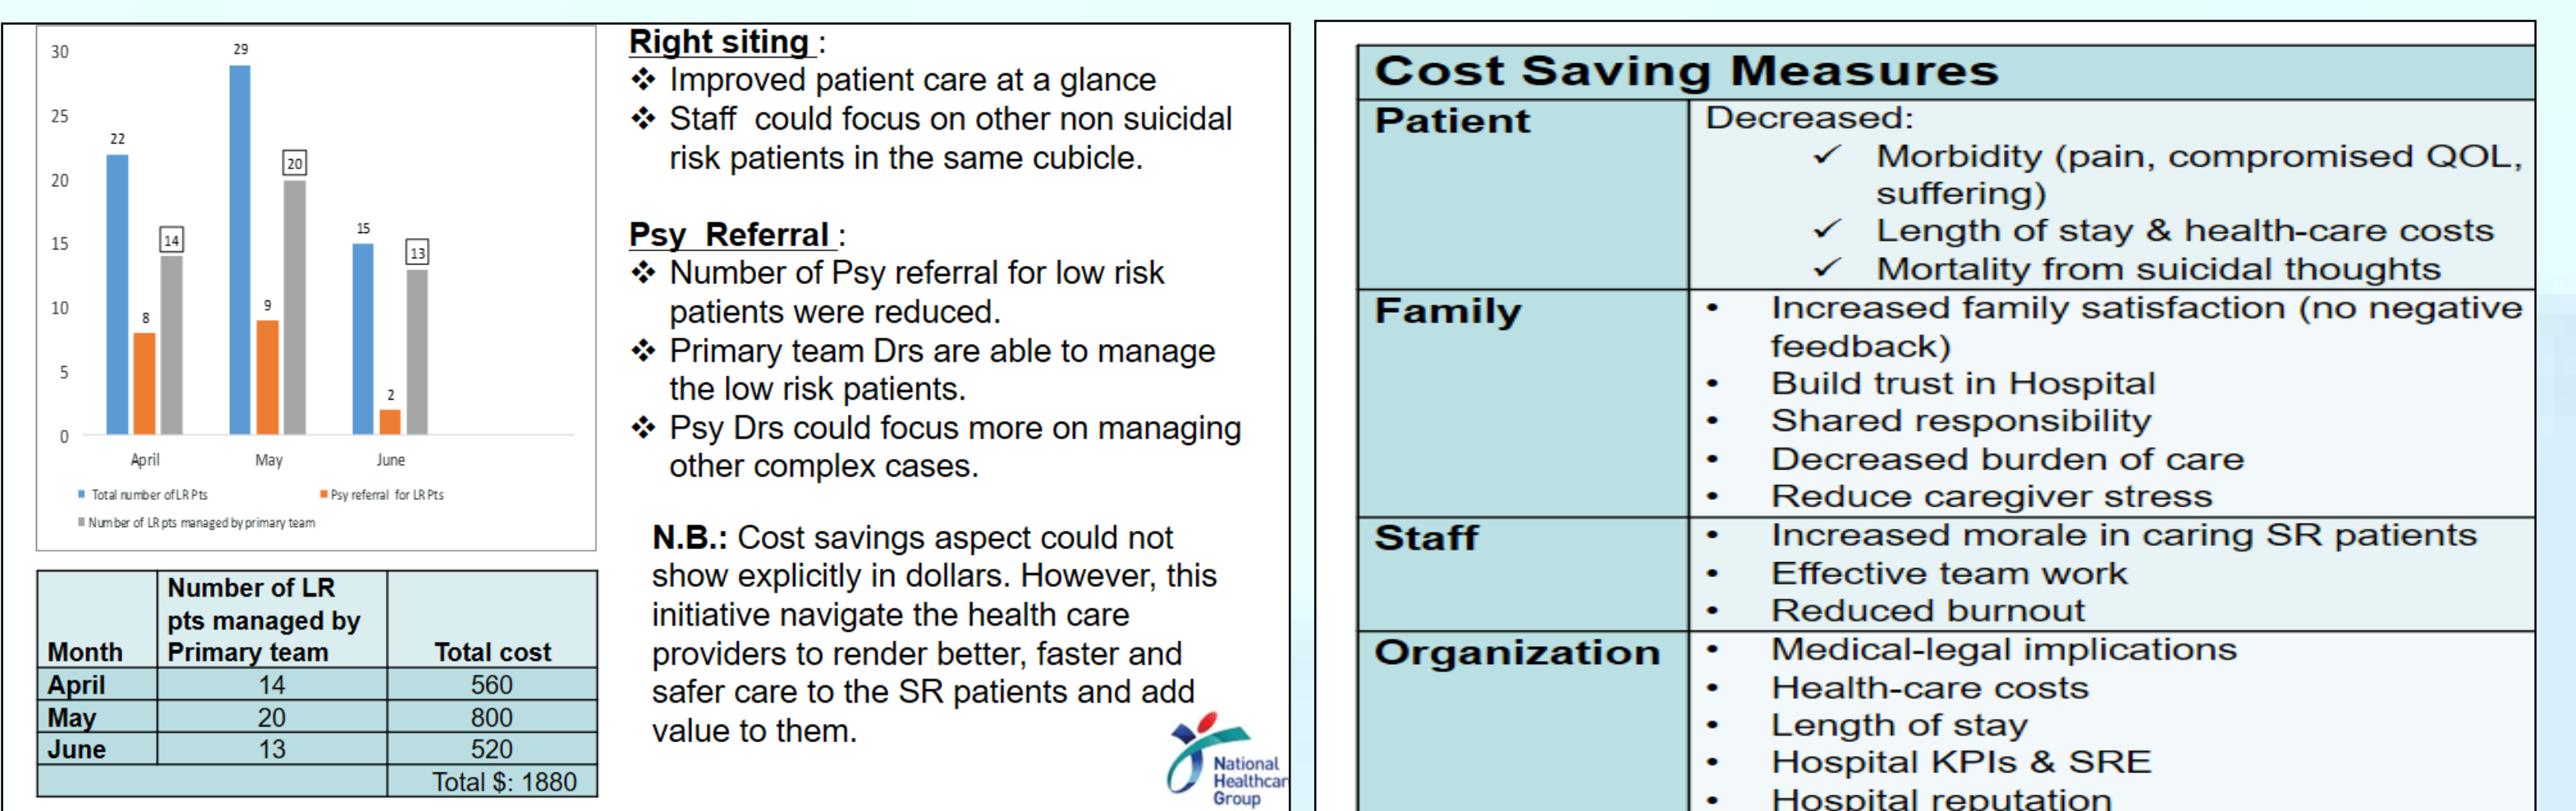 30
25
20
15
10
5
0
22
8
14
29
9
20
15
2
13
April May June
Total number of LR Pts Psy referral for LR Pts
Number of LR pts managed by primary team
Month Number of LR pts managed by Primary team Total cost
April 14 560
May 20 800
June 13 520
Total $: 1880
Right siting :
❖ Improved patient care at a glance
❖ Staff could focus on other non suicidal
risk patients in the same cubicle.
Psy Referral :
❖ Number of Psy referral for low risk
patients were reduced.
❖ Primary team Drs are able to manage
the low risk patients.
❖ Psy Drs could focus more on managing
other complex cases.
N.B.: Cost savings aspect could not
show explicitly in dollars. However, this
initiative navigate the health care
providers to render better, faster and
safer care to the SR patients and add
value to them.
National
Healthcar
Group
Cost Saving Measures
Patient
Decreased:
✓ Morbidity (pain, compromised QOL,
suffering)
✓ Length of stay & health-care costs
✓ Mortality from suicidal thoughts
Family
• Increased family satisfaction (no negative
feedback)
• Build trust in Hospital
• Shared responsibility
• Decreased burden of care
• Reduce caregiver stress
Staff
• Increased morale in caring SR patients
• Effective team work
• Reduced burnout
Organization
• Medical-legal implications
• Health-care costs
• Length of stay
• Hospital KPIs & SRE
• Hospital reputation